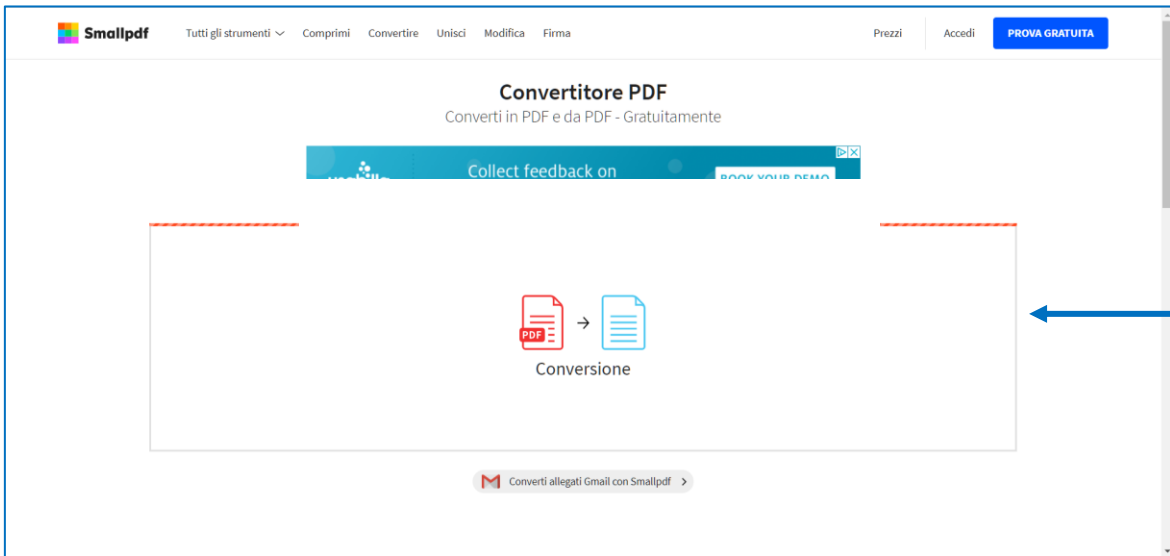 Smallpdf Tutti gli strumenti Comprimi Convertire Unisci Modifica Firma Prezzi Accedi PROVA GRATUITA
Convertitore PDF
Converti in PDF e da PDF - Gratuitamente
Collect feedback on
BOOK YOUR DEMO
PDF
Conversione
Converti allegati Gmail con Smallpdf